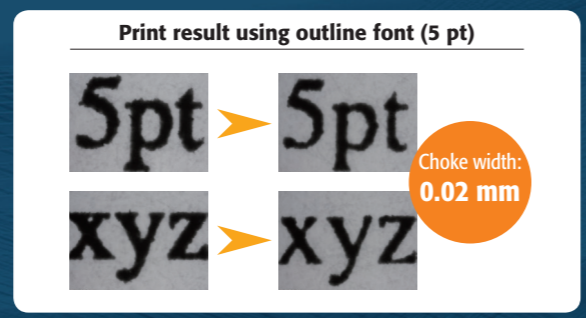 Print result using outline font (5 pt)
5pt 5pt
Choke width:
0.02 mm
xyz xyz